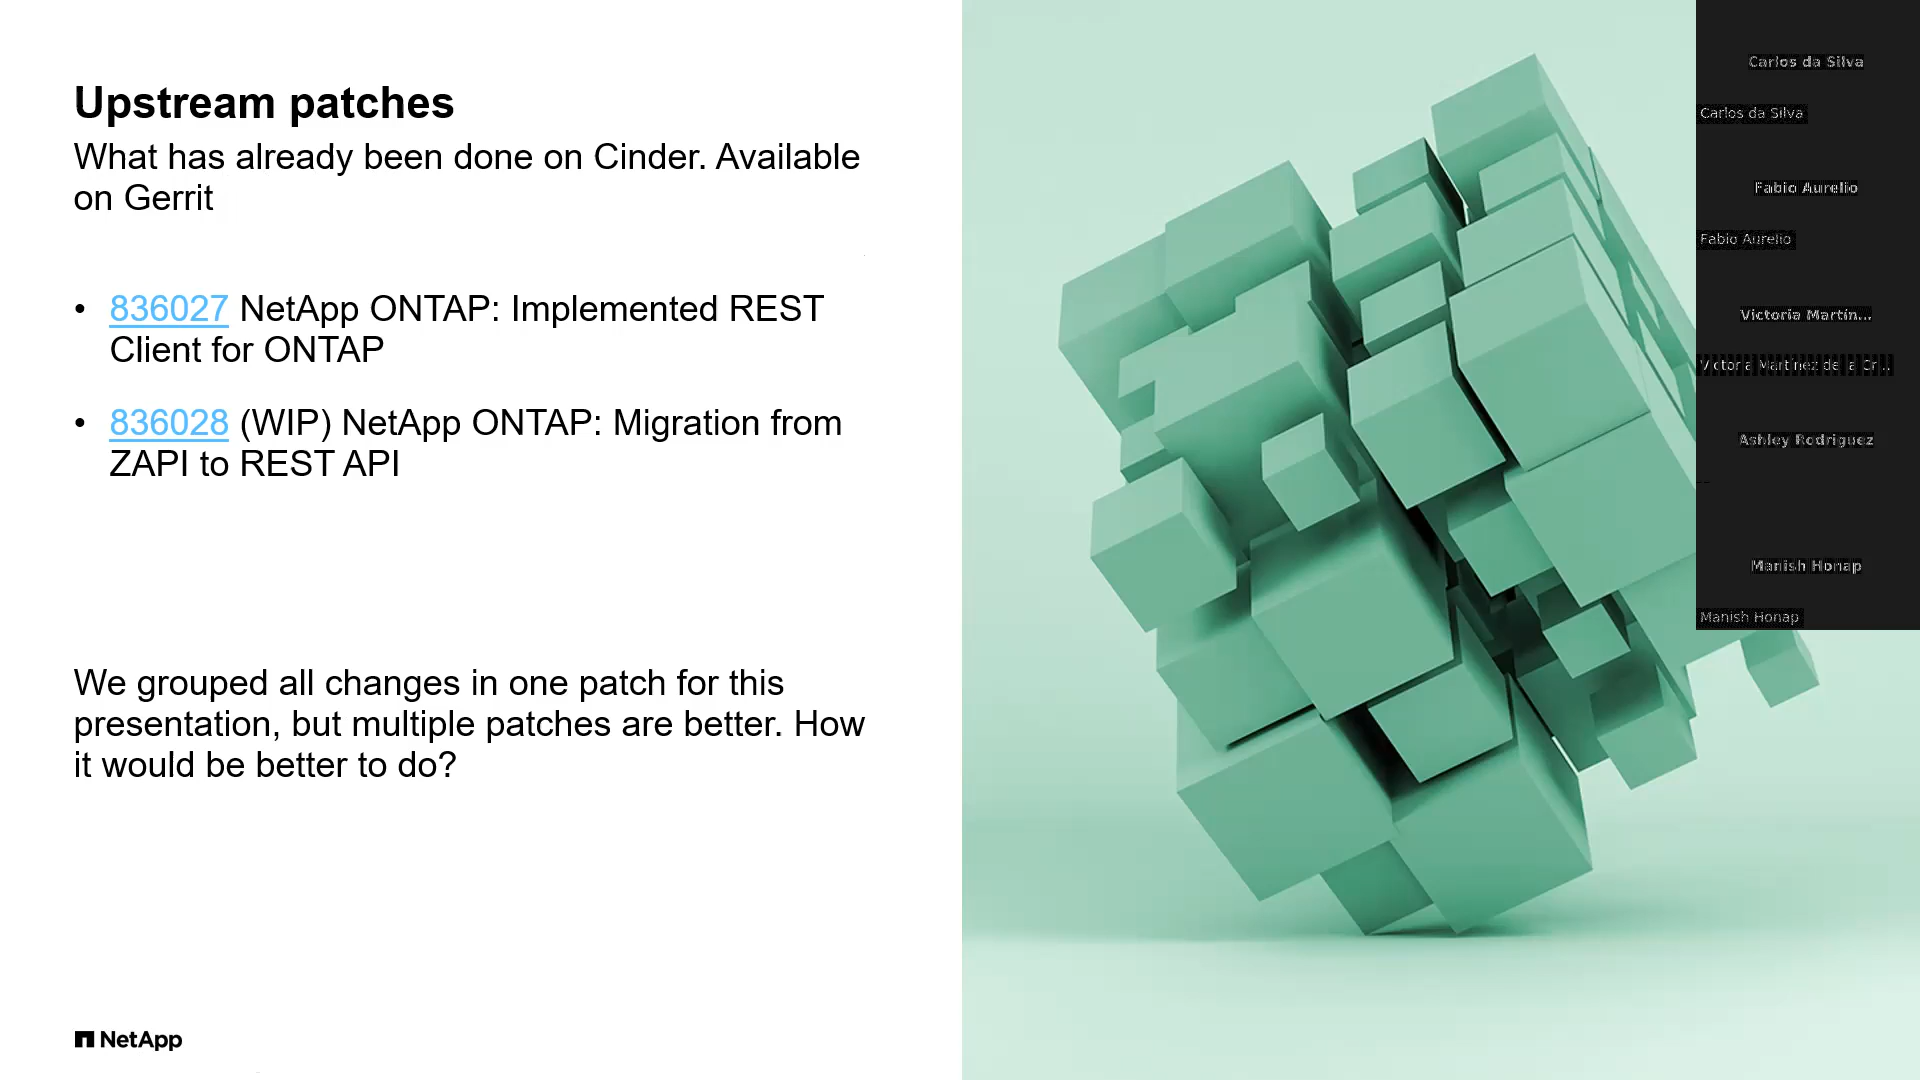 Upstream patches
What has already been done on Cinder. Available
on Gerrit
• 836027 NetApp ONTAP: Implemented REST
Client for ONTAP
• 836028 (WIP) NetApp ONTAP: Migration from
ZAPI to REST API
We grouped all changes in one patch for this
presentation, but multiple patches are better. How
it would be better to do?
NetApp
Carlos da Silva
Carlos da Silva
Fabio Aurelio
Fabio Aurelio
Victoria Martin...
Victoria Martinez de la Cr...
Ashley Rodriguez
Manish Honap
Manish Honap